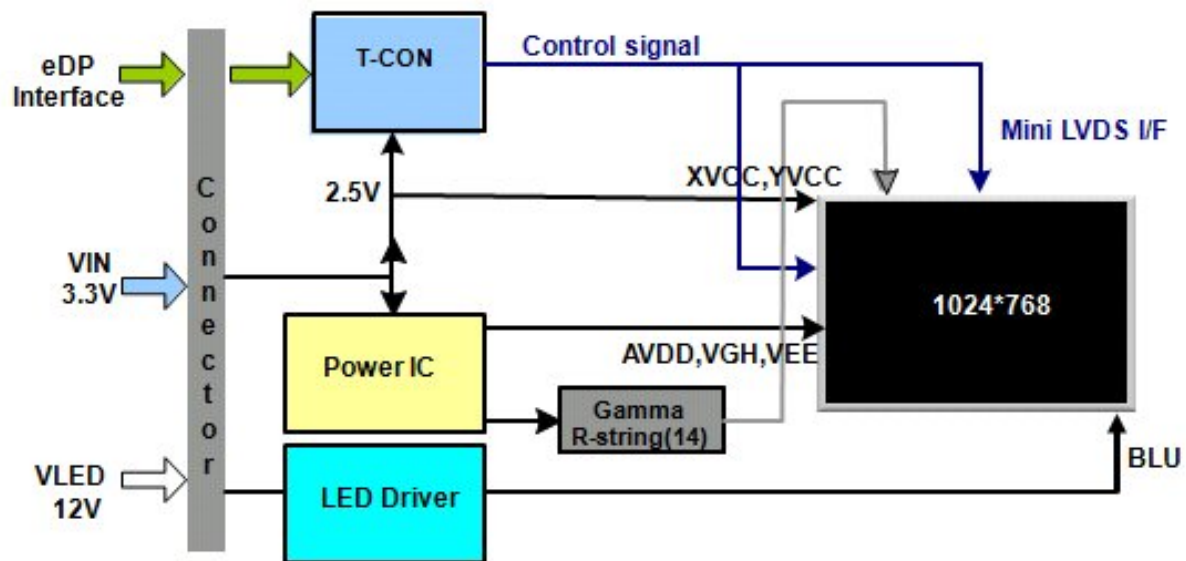 eDP
Interface
T-CON
Control signal
Mini LVDS I/F
Connector
2.5V
XVCC,YVCC
VIN
3.3V
1024*768
Power IC
AVDD,VGH,VEE
Gamma
R-string(14)
VLED
12V
LED Driver
BLU